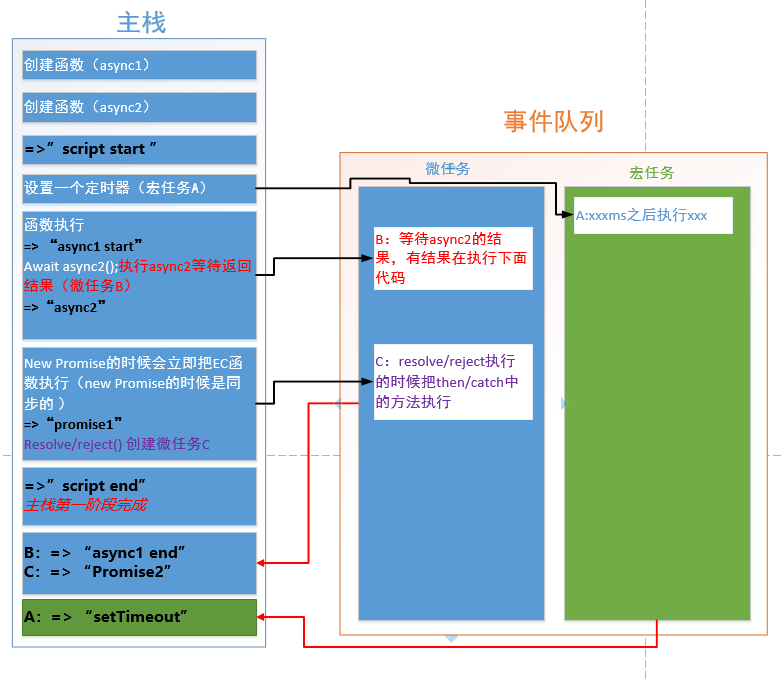 主栈
创建函数（async1）
创建函数（async2）
=>”script start ”
设置一个定时器（宏任务A）
函数执行
=> “async1 start”
Await async2();执行async2等待返回
结果（微任务B）
=>“async2”
New Promise的时候会立即把EC函
数执行（new Promise的时候是同
步的 ）
=>“promise1”
Resolve/reject() 创建微任务C
=>”script end”
主栈第一阶段完成
B：=> “async1 end”
C：=> “Promise2”
A：=> “setTimeout”
事件队列
微任务
B：等待async2的结
果，有结果在执行下面
代码
C：resolve/reject执行
的时候把then/catch中
的方法执行
宏任务
A:xxxms之后执行xxx